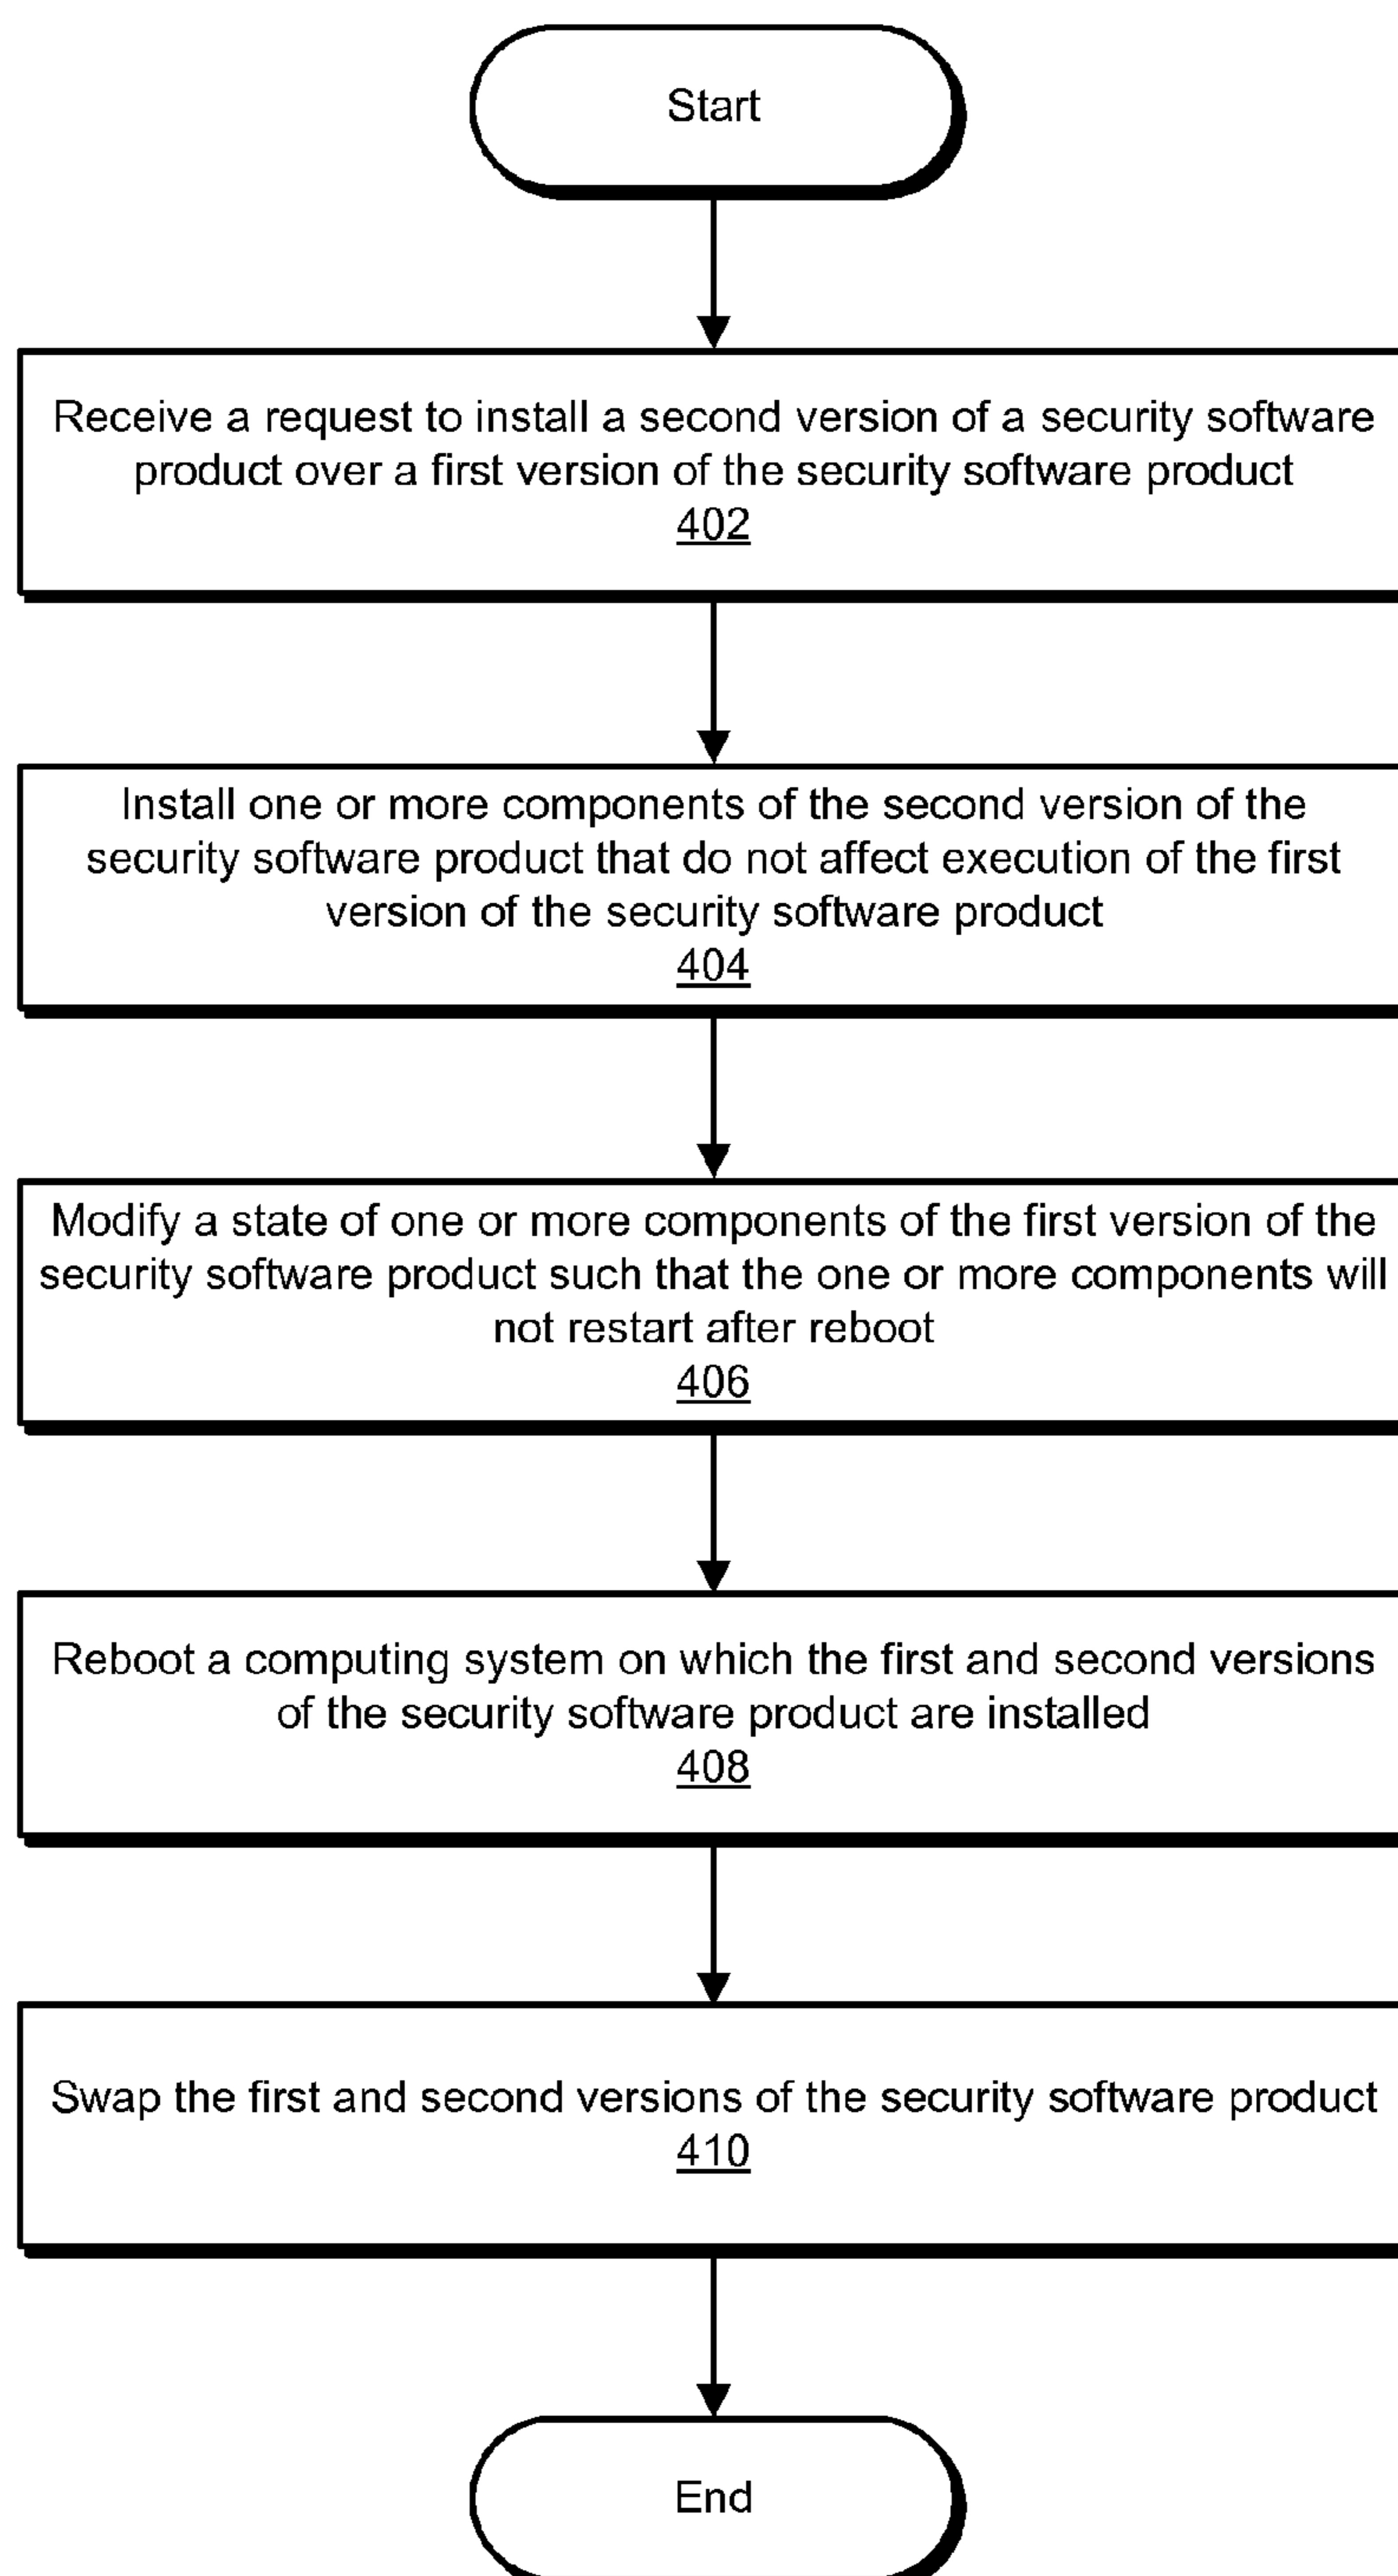 Start
Receive a request to install a second version of a security software
product over a first version of the security software product
402
Install one or more components of the second version of the
security software product that do not affect execution of the first
version of the security software product
404
Modify a state of one or more components of the first version of the
security software product such that the one or more components will
not restart after reboot
406
Reboot a computing system on which the first and second versions
of the security software product are installed
408
Swap the first and second versions of the security software product
410
End